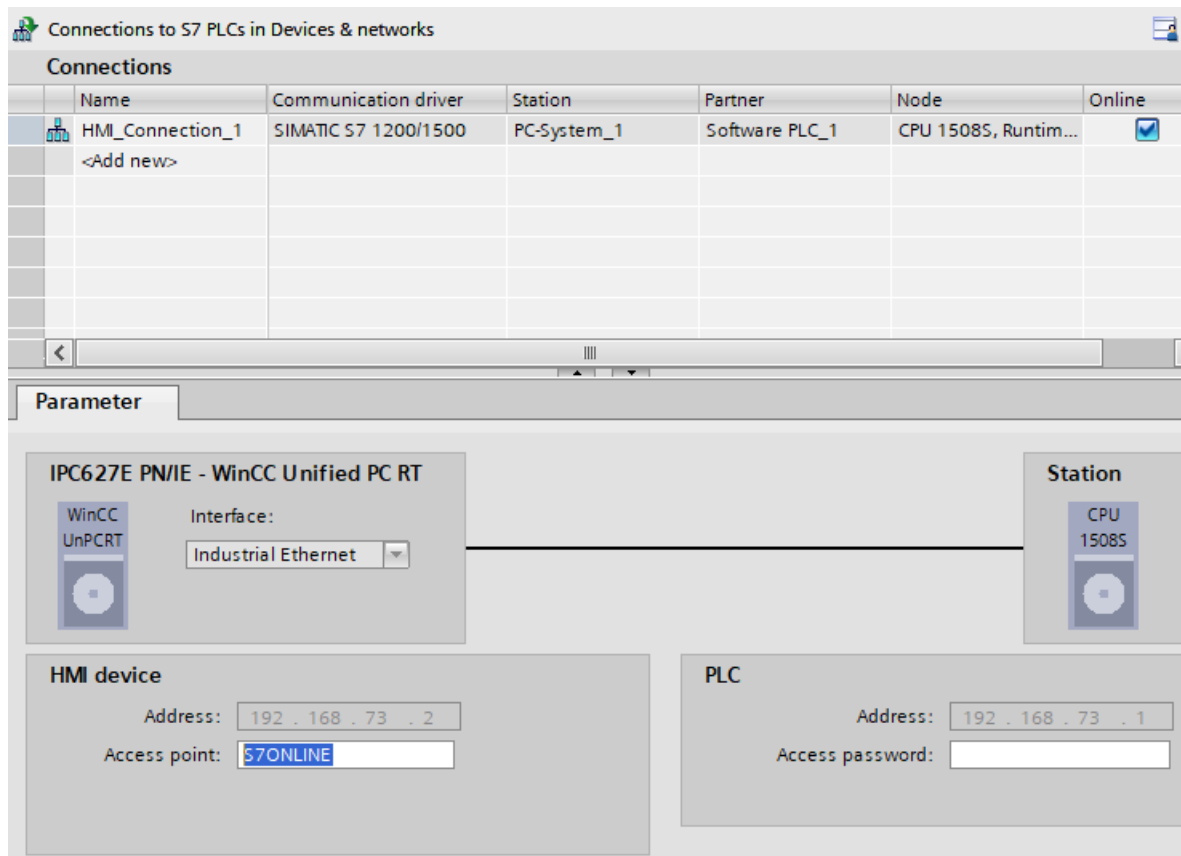 Connections to S7 PLCs in Devices & networks
Connections
Name Communication driver Station Partner Node Online
HMI_Connection_1 SIMATIC S7 1200/1500 PC-System_1 Software PLC_1 CPU 1508S, Runtim...
<Add new>
Parameter
IPC627E PN/IE - WinCC Unified PC RT
WinCC
UnPCRT
Interface:
Industrial Ethernet
Station
CPU
1508S
HMI device
Address: 192 . 168 . 73 . 2
Access point: S7ONLINE
PLC
Address: 192 . 168 . 73 . 1
Access password: